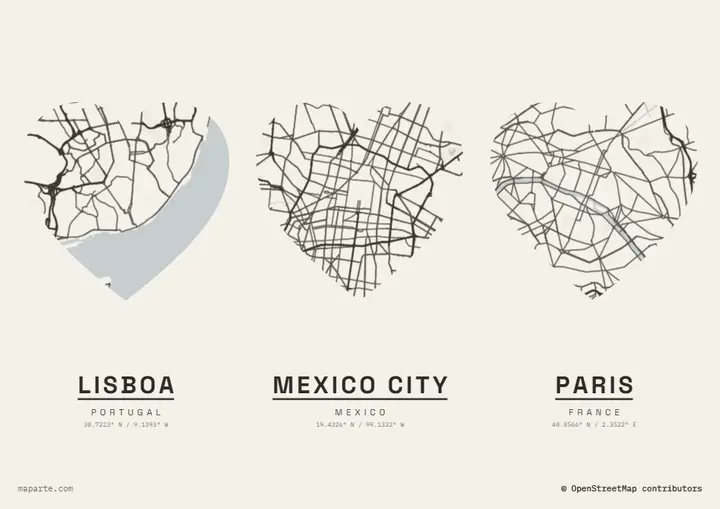 LISBOA
PORTUGAL
38.7223° N / 9.1393° W
MEXICO CITY
MEXICO
19.4326° N / 99.1332° W
PARIS
FRANCE
48.8566° N / 2.3522° E
maparte.com
© OpenStreetMap contributors